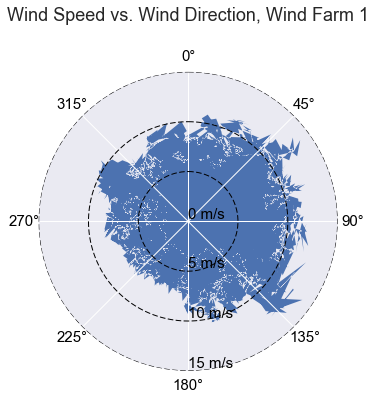 Wind Speed vs. Wind Direction, Wind Farm 1
0°
315°
45°
0 m/s
270°
90°
5 m/s
10 m/s
225°
135°
15 m/s
180°